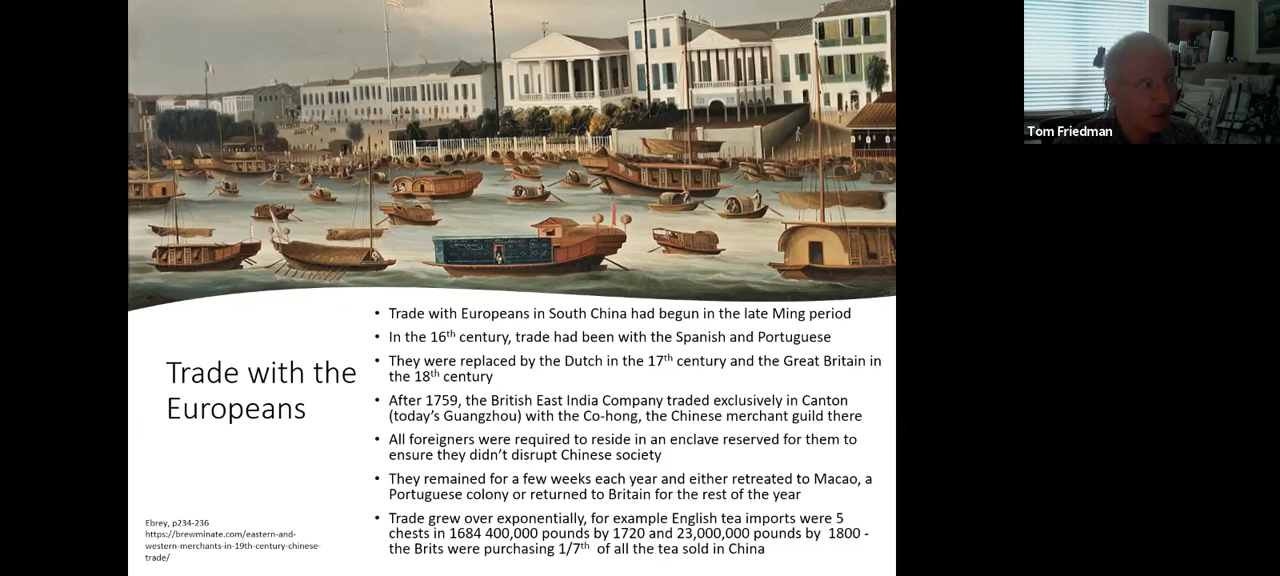 Tom Friedman
Trade with the
Europeans
• Trade with Europeans in South China had begun in the late Ming period
• In the 16th century, trade had been with the Spanish and Portuguese
• They were replaced by the Dutch in the 17th century and the Great Britain in
the 18th century
• After 1759, the British East India Company traded exclusively in Canton
(today's Guangzhou) with the Co-hong, the Chinese merchant guild there
• All foreigners were required to reside in an enclave reserved for them to
ensure they didn't disrupt Chinese society
• They remained for a few weeks each year and either retreated to Macao, a
Portuguese colony or returned to Britain for the rest of the year
• Trade grew over exponentially, for example English tea imports were 5
chests in 1684 400,000 pounds by 1720 and 23,000,000 pounds by 1800 -
the Brits were purchasing 1/7th of all the tea sold in China
Ebrey, p234-236
https://brewminate.com/eastern-and-
western-merchants-in-19th-century-chinese-
trade/